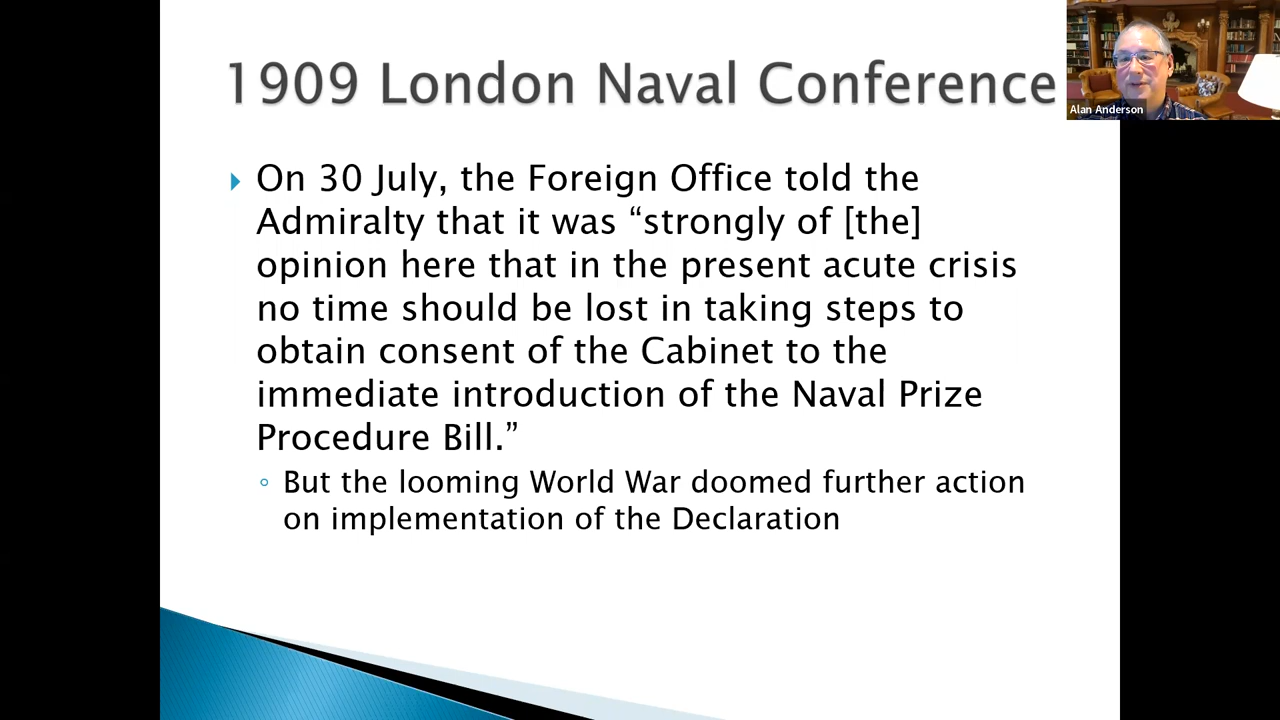 1909 London Naval Conference
Alan Anderson
On 30 July, the Foreign Office told the
Admiralty that it was “strongly of [the]
opinion here that in the present acute crisis
no time should be lost in taking steps to
obtain consent of the Cabinet to the
immediate introduction of the Naval Prize
Procedure Bill.”
But the looming World War doomed further action
on implementation of the Declaration